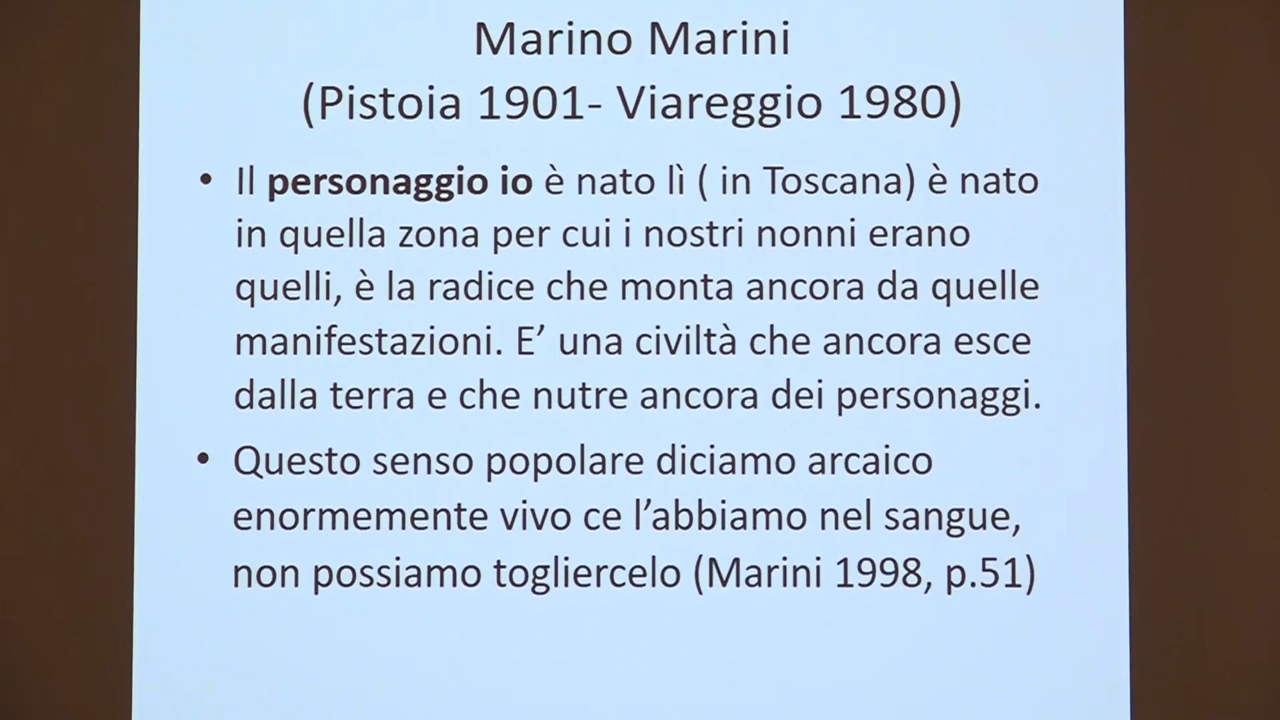 Marino Marini
(Pistoia 1901- Viareggio 1980)
• Il personaggio io è nato lì ( in Toscana) è nato
in quella zona per cui i nostri nonni erano
quelli, è la radice che monta ancora da quelle
manifestazioni. E’ una civiltà che ancora esce
dalla terra e che nutre ancora dei personaggi.
• Questo senso popolare diciamo arcaico
enormemente vivo ce l’abbiamo nel sangue,
non possiamo togliercelo (Marini 1998, p.51)